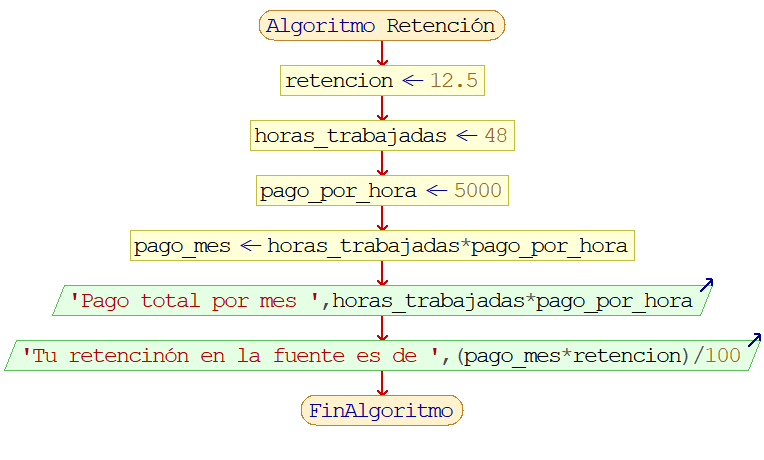 Algoritmo Retención
retencion ← 12.5
horas_trabajadas ← 48
pago_por_hora ← 5000
pago_mes ← horas_trabajadas*pago_por_hora
'Pago total por mes ',horas_trabajadas*pago_por_hora
'Tu retencinón en la fuente es de ',(pago_mes*retencion)/100
FinAlgoritmo